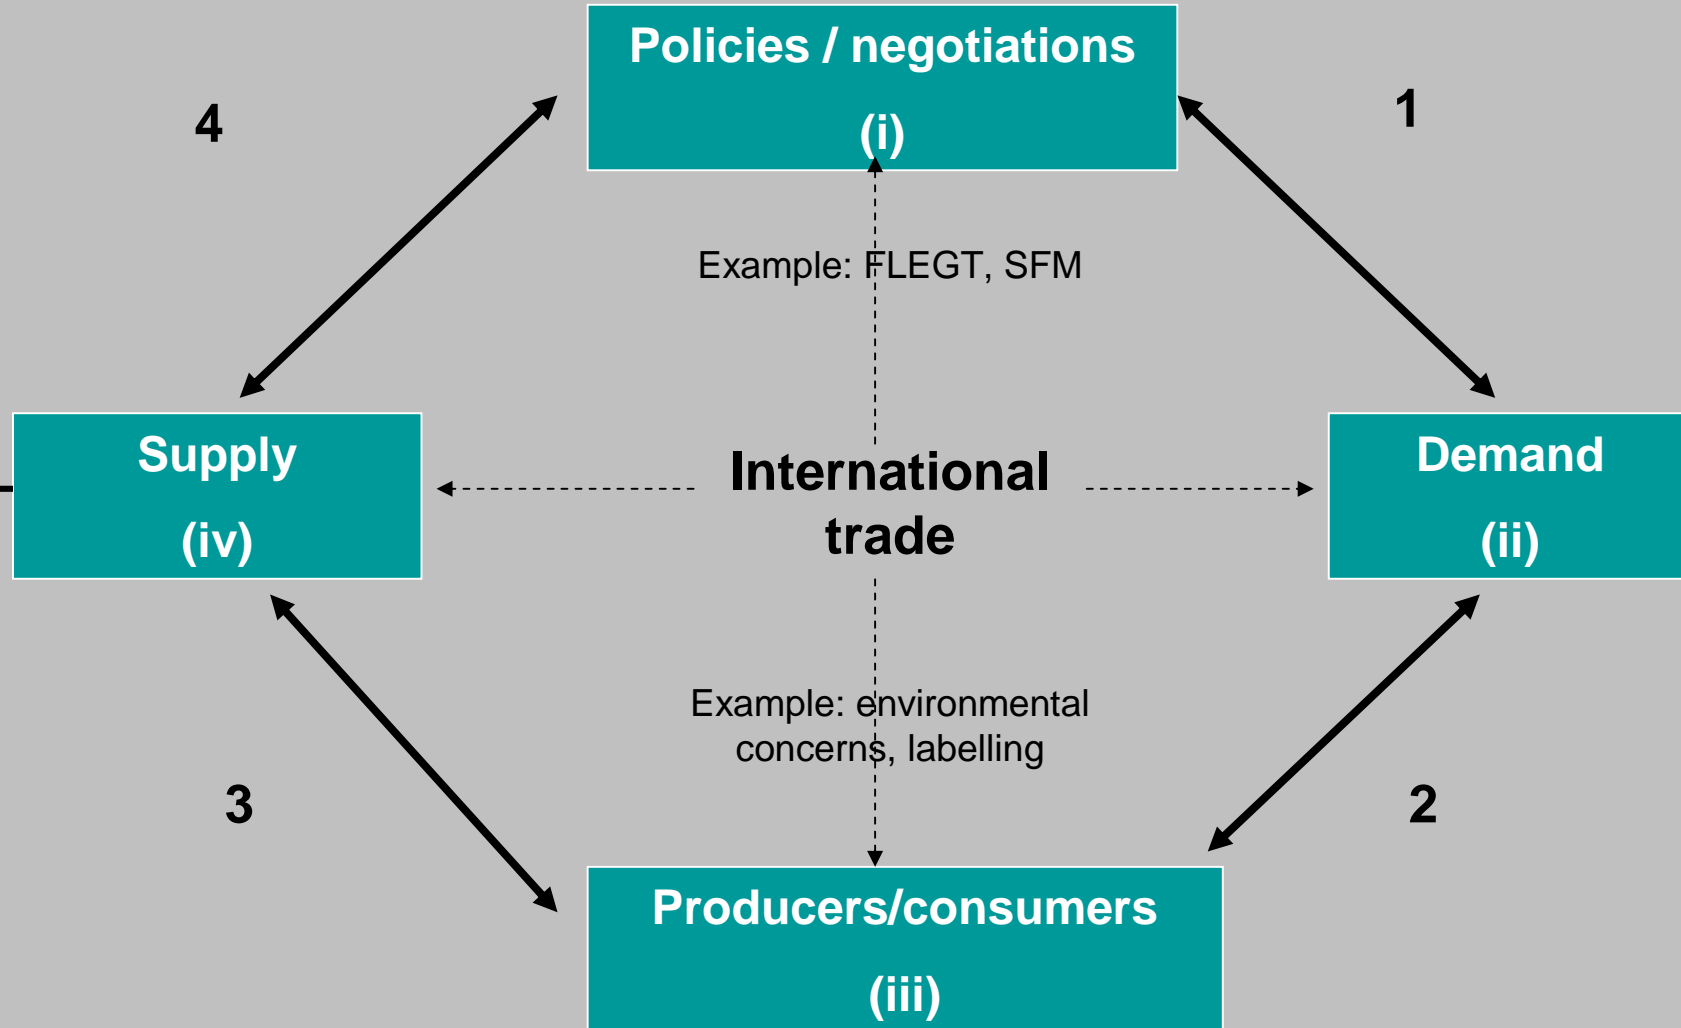 Policies / negotiations
(i)
4
1
Example: FLEGT, SFM
Supply
(iv)
International
trade
Demand
(ii)
Example: environmental
concerns, labelling
3
2
Producers/consumers
(iii)